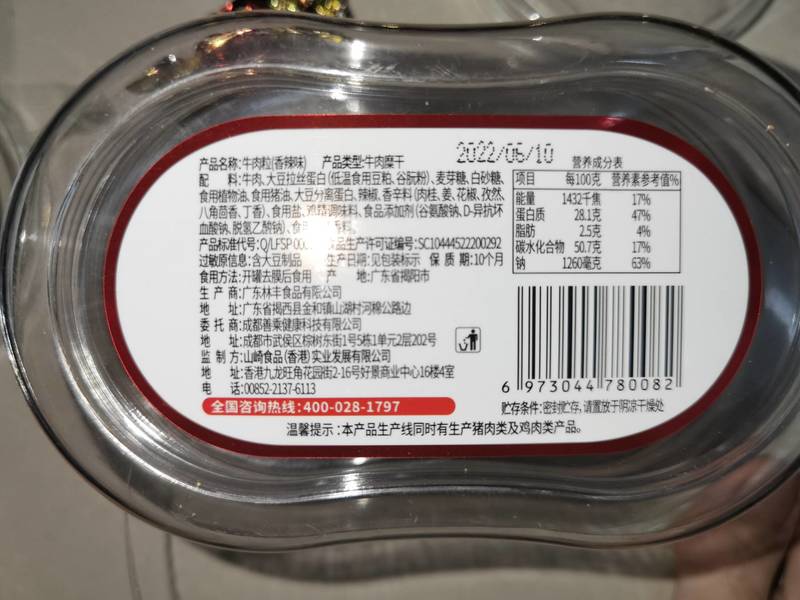 2022/06/10
产品名称:牛肉粒(香辣味) 产品类型:牛肉糜干
配 料:牛肉、大豆拉丝蛋白(低温食用豆粕、谷朊粉)、麦芽糖、白砂糖、
食用植物油、食用猪油、大豆分离蛋白、辣椒、香辛料(肉桂、姜、花椒、孜然、
八角茴香、丁香)、食用盐、鸡精调味料、食品添加剂(谷氨酸钠、D-异抗坏
血酸钠、脱氢乙酸钠)、食
产品标准代号:Q/LFSP 生产许可证编号:SC10444522200292
过敏原信息:含大豆制品 生产日期:见包装标示 保 质 期:10个月
食用方法:开罐去膜后食用 产 地:广东省揭阳市
生 产 商:广东林丰食品有限公司
地 址:广东省揭西县金和镇山湖村河棉公路边
委 托 商:成都善乘健康科技有限公司
地 址:成都市武侯区棕树东街1号5栋1单元2层202号
监 制 方:山崎食品(香港)实业发展有限公司
地 址:香港九龙旺角花园街2-16号好景商业中心16楼4室
电 话:00852-2137-6113
全国咨询热线:400-028-1797
温馨提示:本产品生产线同时有生产猪肉类及鸡肉类产品。
营养成分表
项目 每100克 营养素参考值%
能量 1432千焦 17%
蛋白质 28.1克 47%
脂肪 2.5克 4%
碳水化合物 50.7克 17%
钠 1260毫克 63%
6 973044 780082
贮存条件:密封贮存,请置放于阴凉干燥处